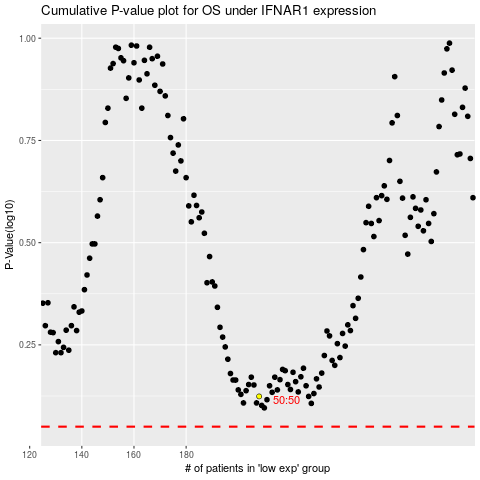 Cumulative P-value plot for OS under IFNAR1 expression
1.00
0.75
0.50
0.25
P-Value(log10)
50:50
120 140 160 180
# of patients in 'low exp' group